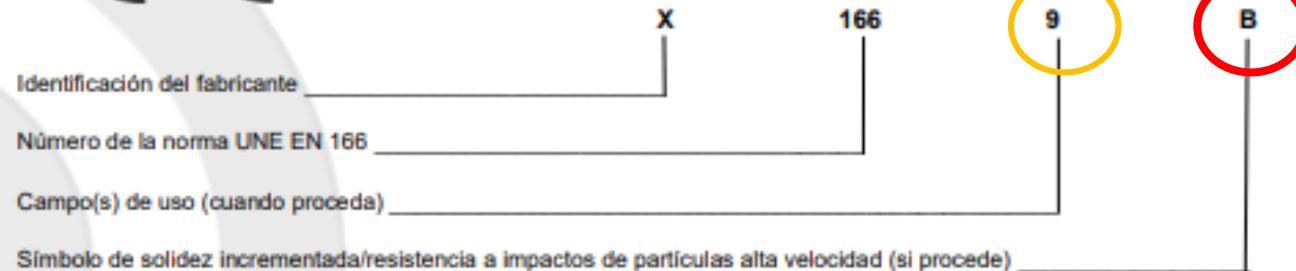 X 166 9 B
Identificación del fabricante
Número de la norma UNE EN 166
Campo(s) de uso (cuando proceda)
Símbolo de solidez incrementada/resistencia a impactos de partículas alta velocidad (si procede)